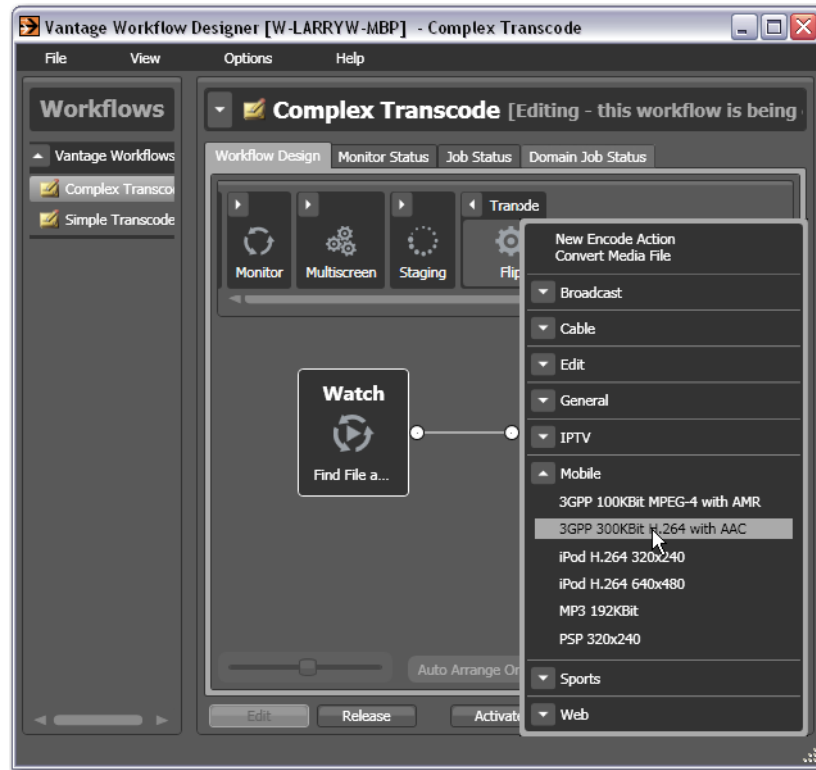 Vantage Workflow Designer [W-LARRYW-MBP] - Complex Transcode
File View Options Help
Workflows
Vantage Workflows
Complex Transco
Simple Transcode
Complex Transcode [Editing - this workflow is being
Workflow Design Monitor Status Job Status Domain Job Status
Monitor
Multiscreen
Staging
Flip
Watch
Find File a...
New Encode Action
Convert Media File
Broadcast
Cable
Edit
General
IPTV
Mobile
3GPP 100KBit MPEG-4 with AMR
3GPP 300KBit H.264 with AAC
iPod H.264 320x240
iPod H.264 640x480
MP3 192KBit
PSP 320x240
Sports
Web
Auto Arrange
Edit Release Activate